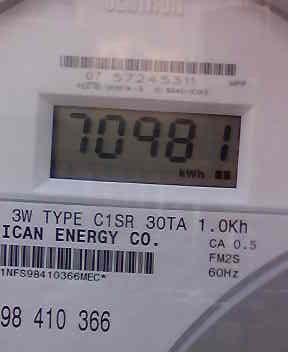 CENTRON
07 57245311
70981
kWh
3W TYPE C1SR 30TA 1.0Kh
ICAN ENERGY CO.
CA 0.5
FM2S
60Hz
1NFS98410366MEC*
98 410 366